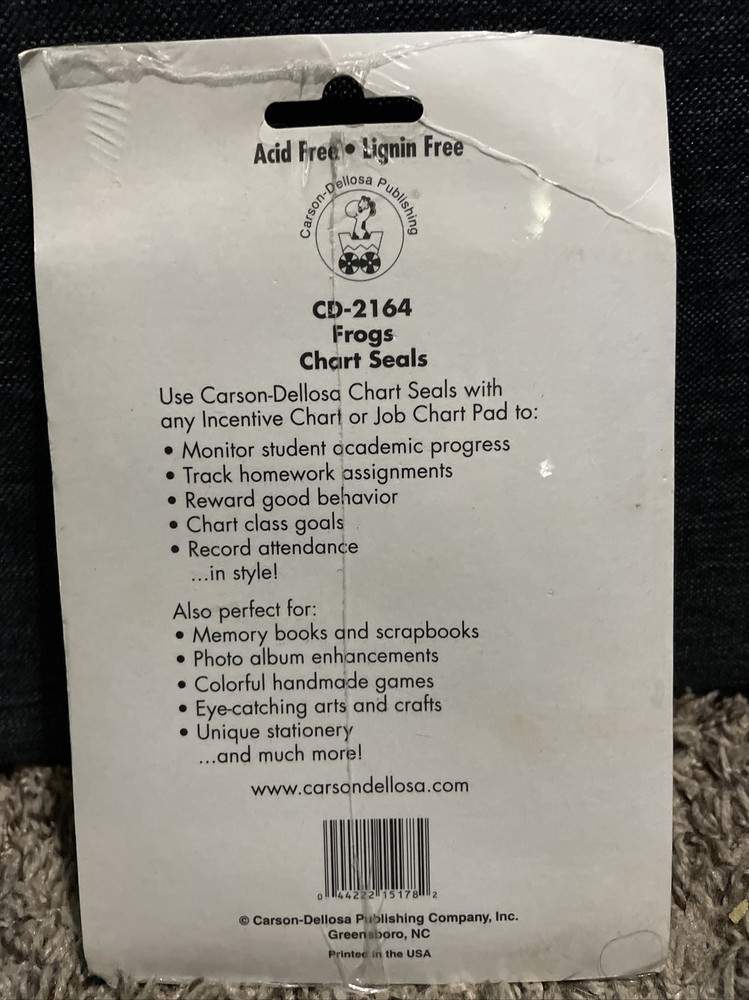 Acid Free • Lignin Free
Carson-Dellosa Publishing
CD-2164
Frogs
Chart Seals
Use Carson-Dellosa Chart Seals with
any Incentive Chart or Job Chart Pad to:
• Monitor student academic progress
• Track homework assignments
• Reward good behavior
• Chart class goals
• Record attendance
...in style!
Also perfect for:
• Memory books and scrapbooks
• Photo album enhancements
• Colorful handmade games
• Eye-catching arts and crafts
• Unique stationery
...and much more!
www.carsondellosa.com
0 44222 15178 2
© Carson-Dellosa Publishing Company, Inc.
Greensboro, NC
Printed in the USA